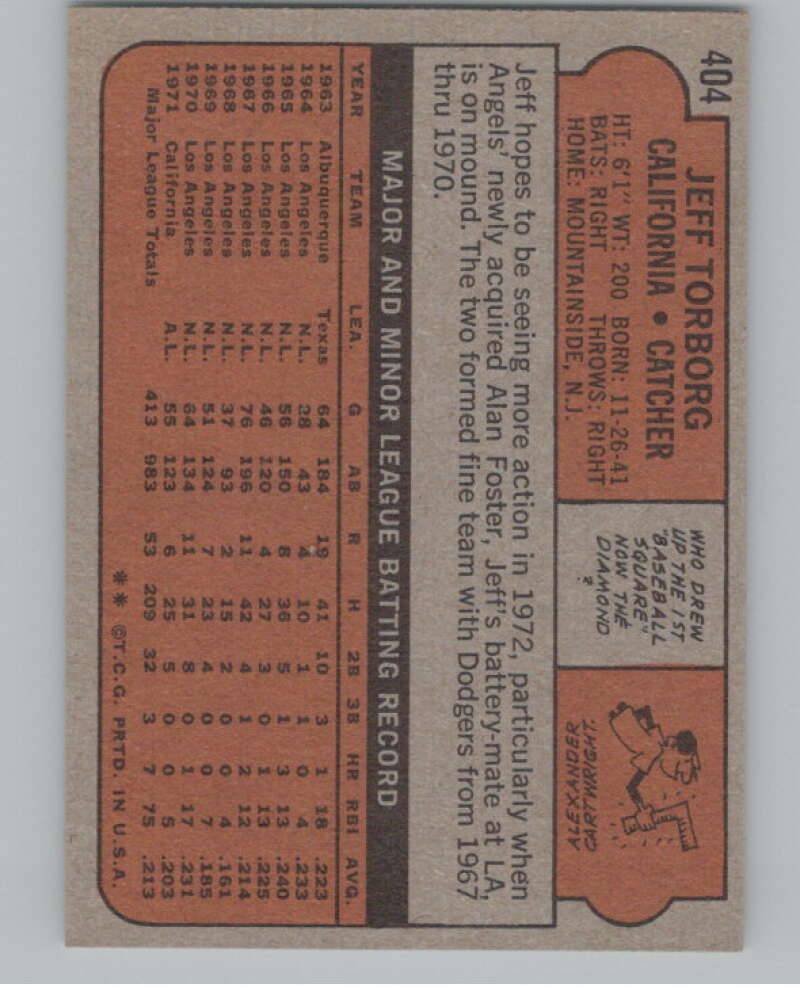 404
JEFF TORBORG
CALIFORNIA • CATCHER
HT: 6'1" WT: 200 BORN: 11-26-41
BATS: RIGHT THROWS: RIGHT
HOME: MOUNTAINSIDE, N.J.
WHO DREW
UP THE 1ST
"BASEBALL
SQUARE"
NOW THE
DIAMOND
?
ALEXANDER
CARTWRIGHT.
Jeff hopes to be seeing more action in 1972, particularly when
Angels' newly acquired Alan Foster, Jeff's battery-mate at LA,
is on mound. The two formed fine team with Dodgers from 1967
thru 1970.
MAJOR AND MINOR LEAGUE BATTING RECORD
YEAR TEAM LEA. G AB R H 2B 3B HR RBI AVG.
1963 Albuquerque Texas 64 184 19 41 10 3 1 18 .223
1964 Los Angeles N.L. 28 43 4 10 1 1 0 4 .233
1965 Los Angeles N.L. 56 150 8 36 5 1 3 13 .240
1966 Los Angeles N.L. 46 120 4 27 3 0 1 13 .225
1967 Los Angeles N.L. 76 196 11 42 4 1 2 12 .214
1968 Los Angeles N.L. 37 93 2 15 2 0 0 4 .161
1969 Los Angeles N.L. 51 124 7 23 4 0 0 7 .185
1970 Los Angeles N.L. 64 134 11 31 8 0 1 17 .231
1971 California A.L. 55 123 6 25 5 0 0 5 .203
Major League Totals 413 983 53 209 32 3 7 75 .213
** ©T.C.G. PRTD. IN U.S.A.